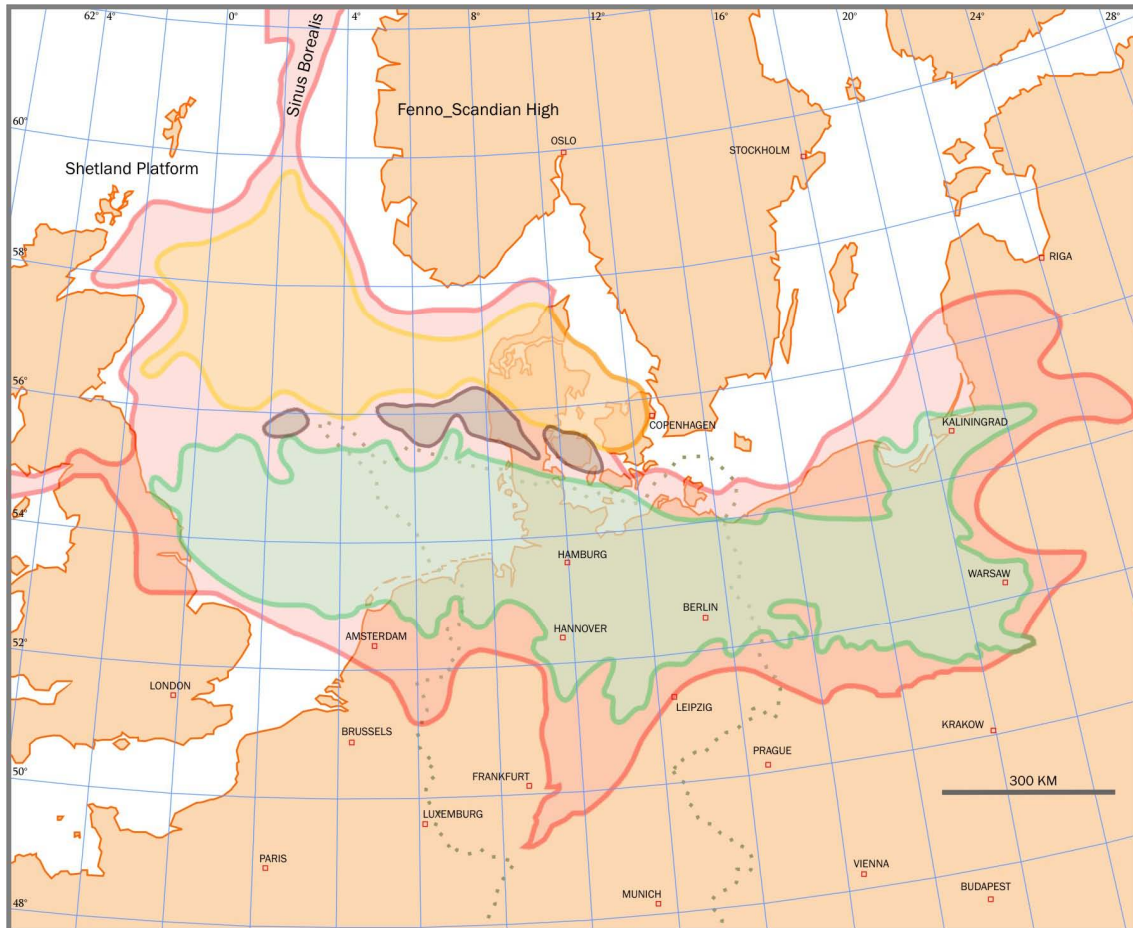 62° 4° 0° 4° 8° 12° 16° 20° 24° 28°
Sinus Borealis
Fenno_Scandian High
60°
OSLO
STOCKHOLM
Shetland Platform
RIGA
58°
56°
COPENHAGEN
KALININGRAD
54°
HAMBURG
WARSAW
BERLIN
HANNOVER
AMSTERDAM
52°
LONDON
LEIPZIG
BRUSSELS
KRAKOW
PRAGUE
FRANKFURT
50°
300 KM
LUXEMBURG
PARIS
VIENNA
MUNICH
BUDAPEST
48°